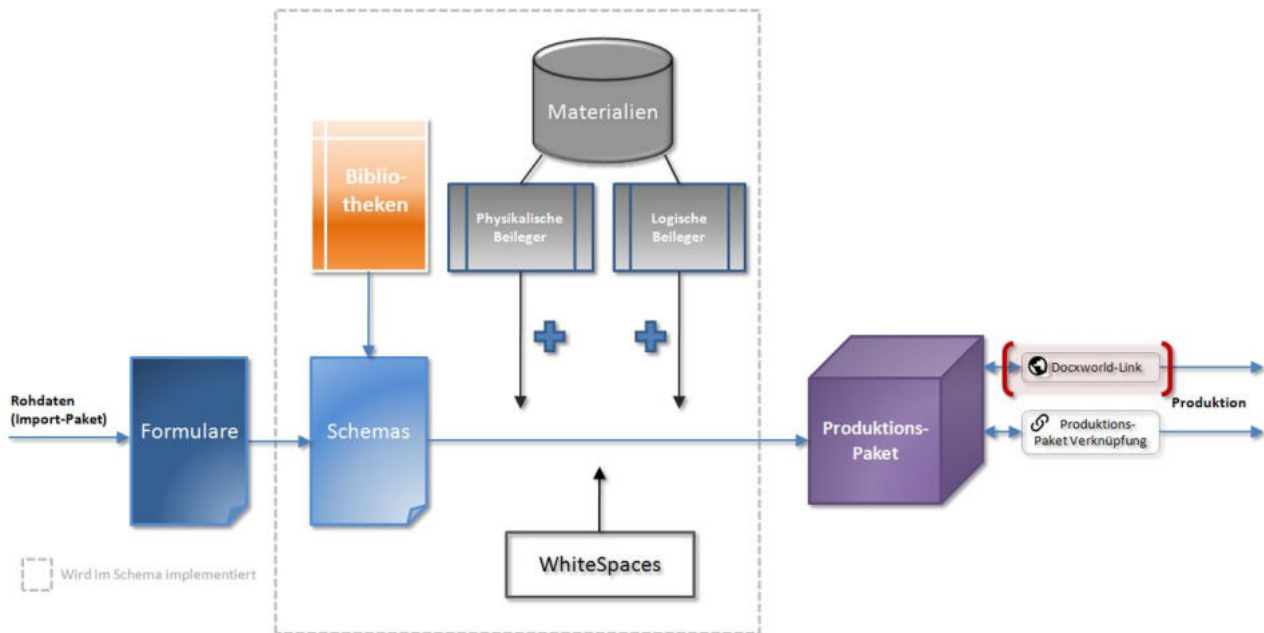 Materialien
Biblio-
theken
Physikalische
Beileger
Logische
Beileger
Rohdaten
(Import-Paket)
Formulare
Schemas
Produktions-
Paket
Docxworld-Link
Produktion
Produktions-
Paket Verknüpfung
WhiteSpaces
Wird im Schema implementiert